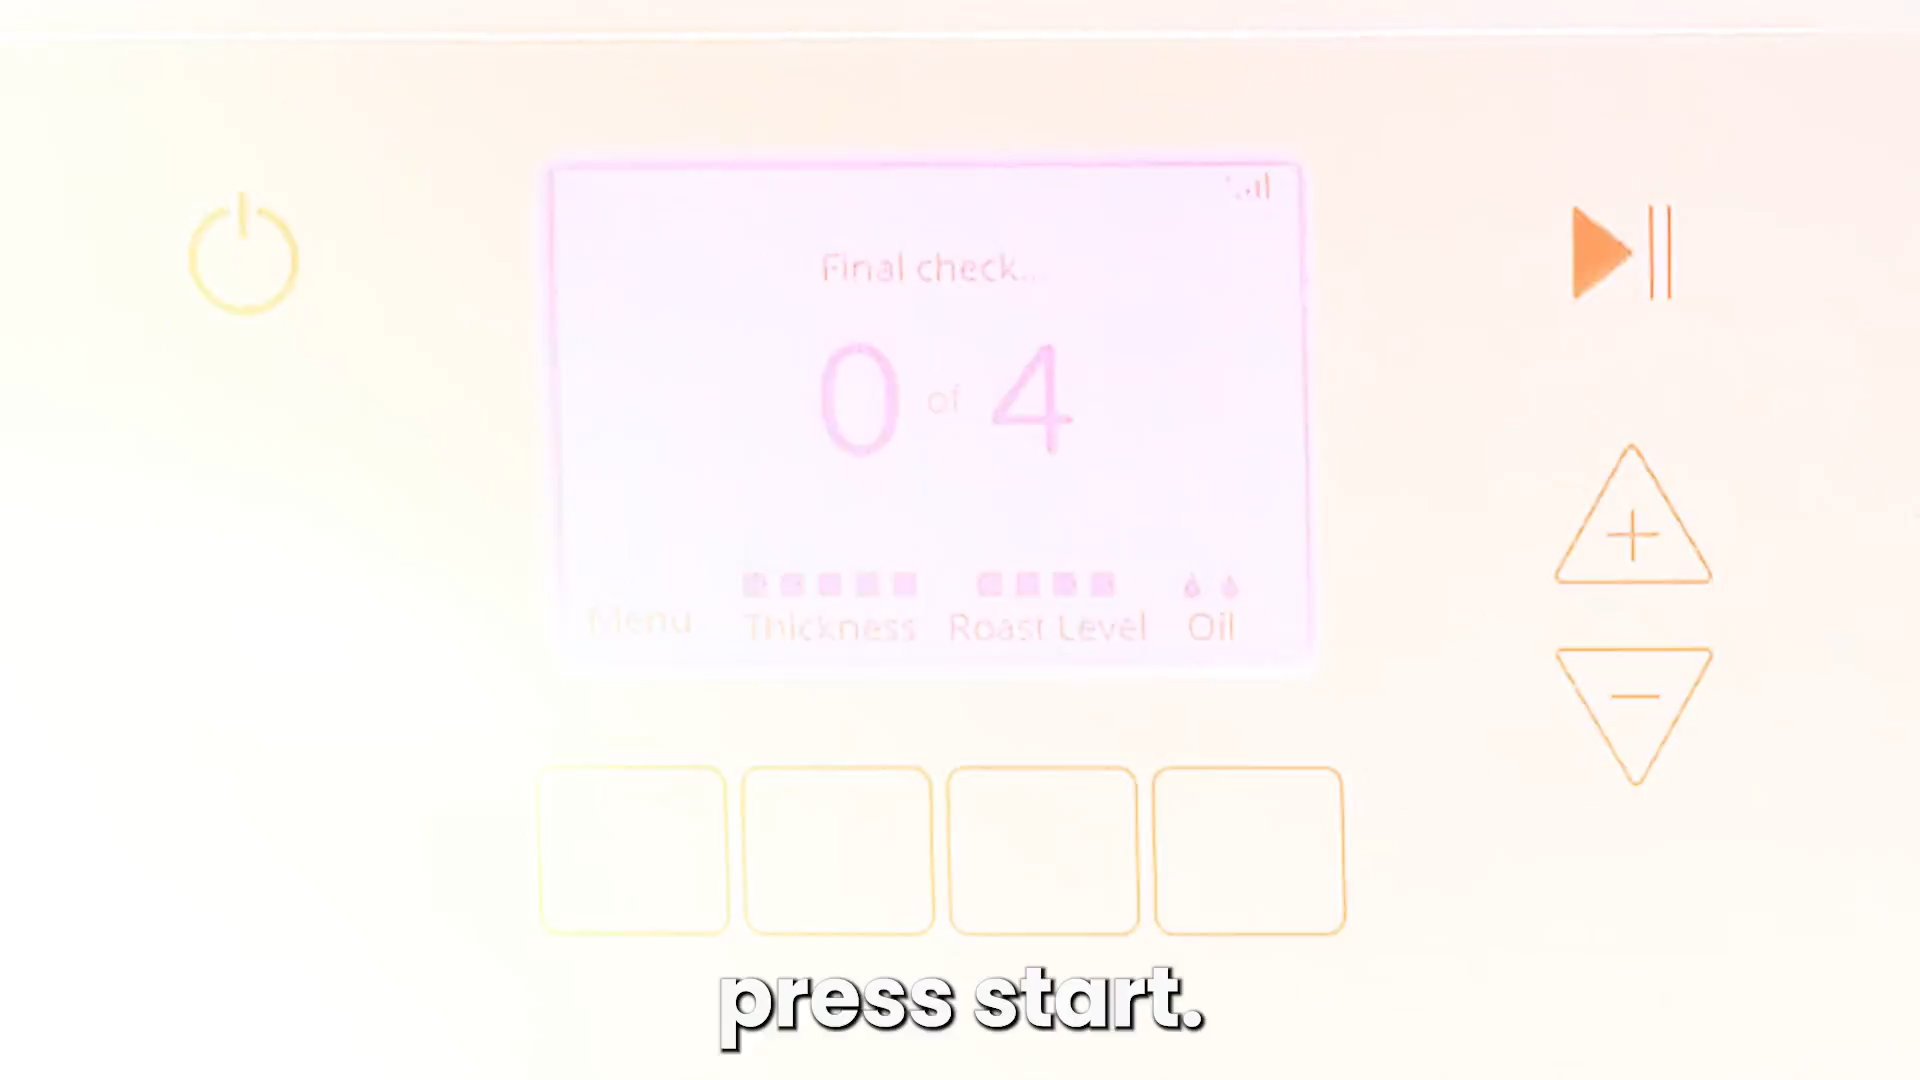 Final check...
0 of 4
Menu Thickness Roast Level Oil
press start.